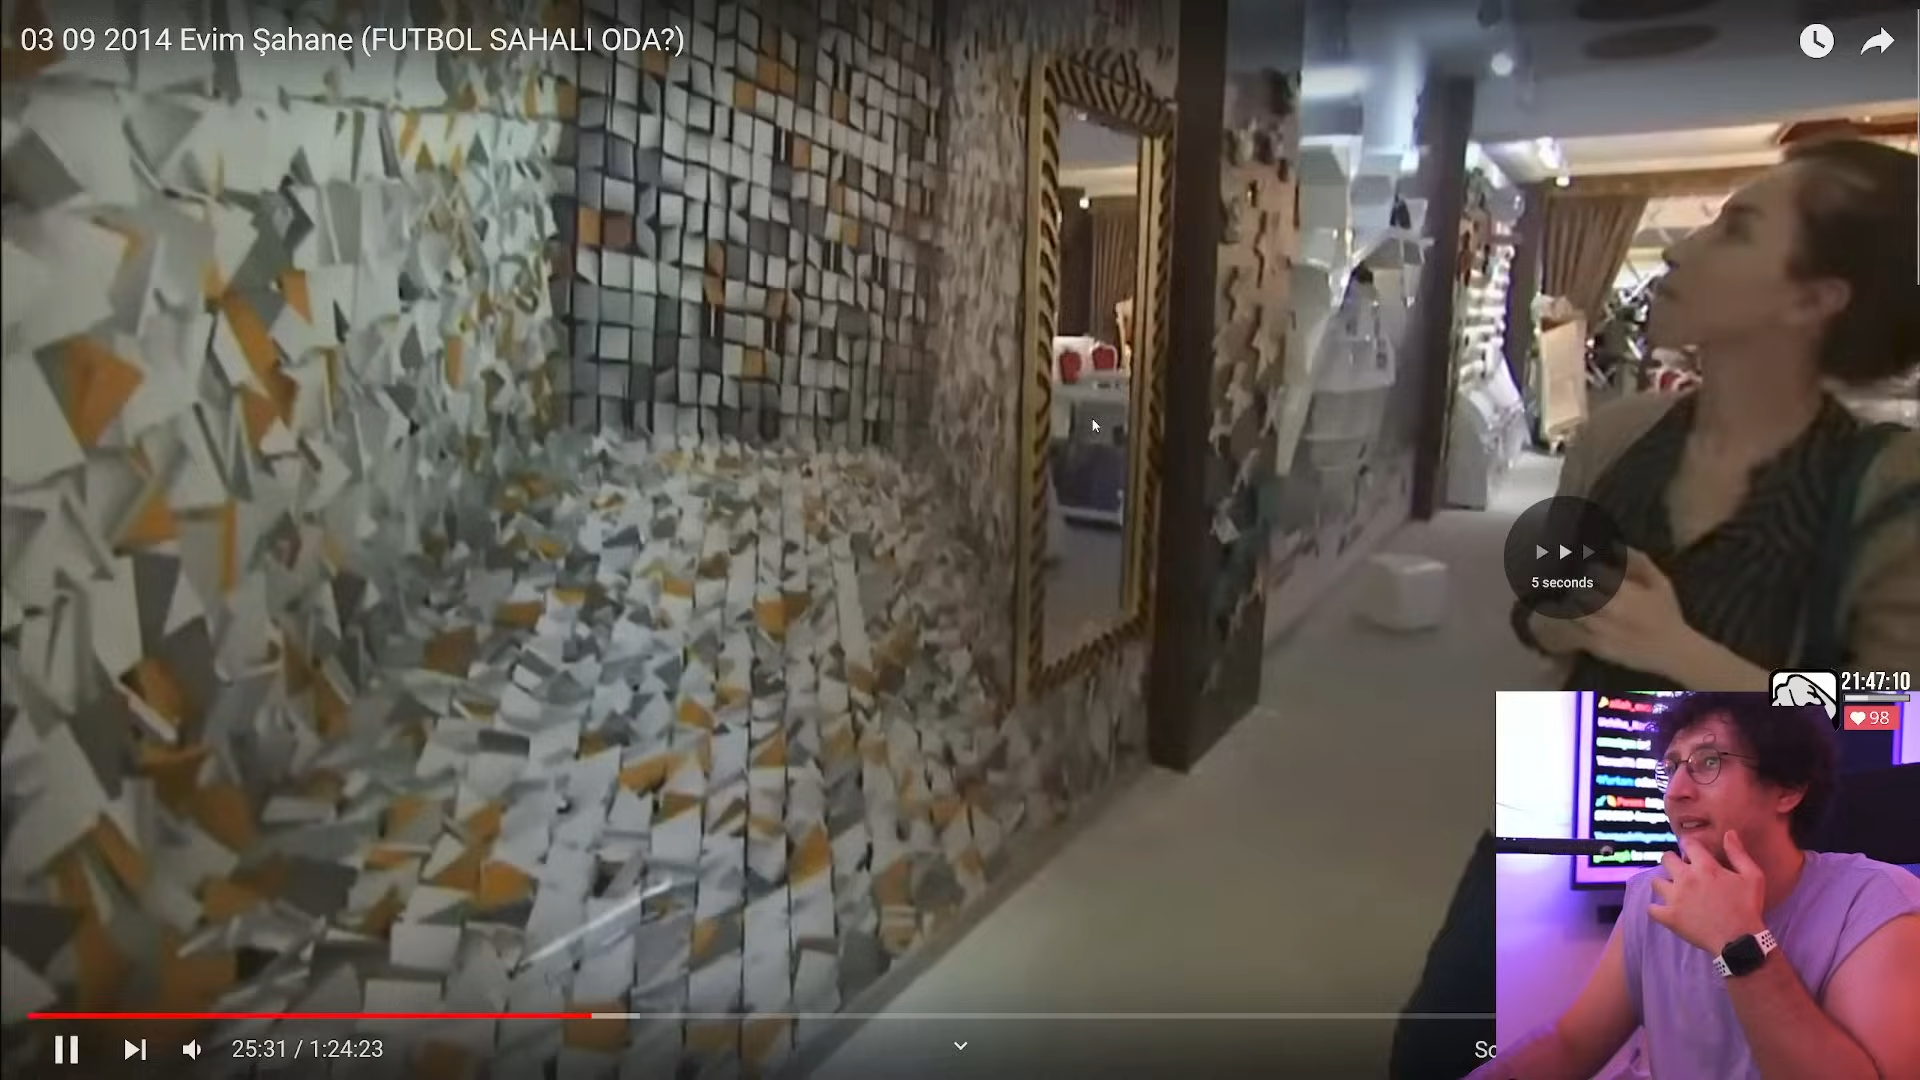 03 09 2014 Evim Şahane (FUTBOL SAHALI ODA?)
5 seconds
21:47:10
98
25:31 / 1:24:23
Sc